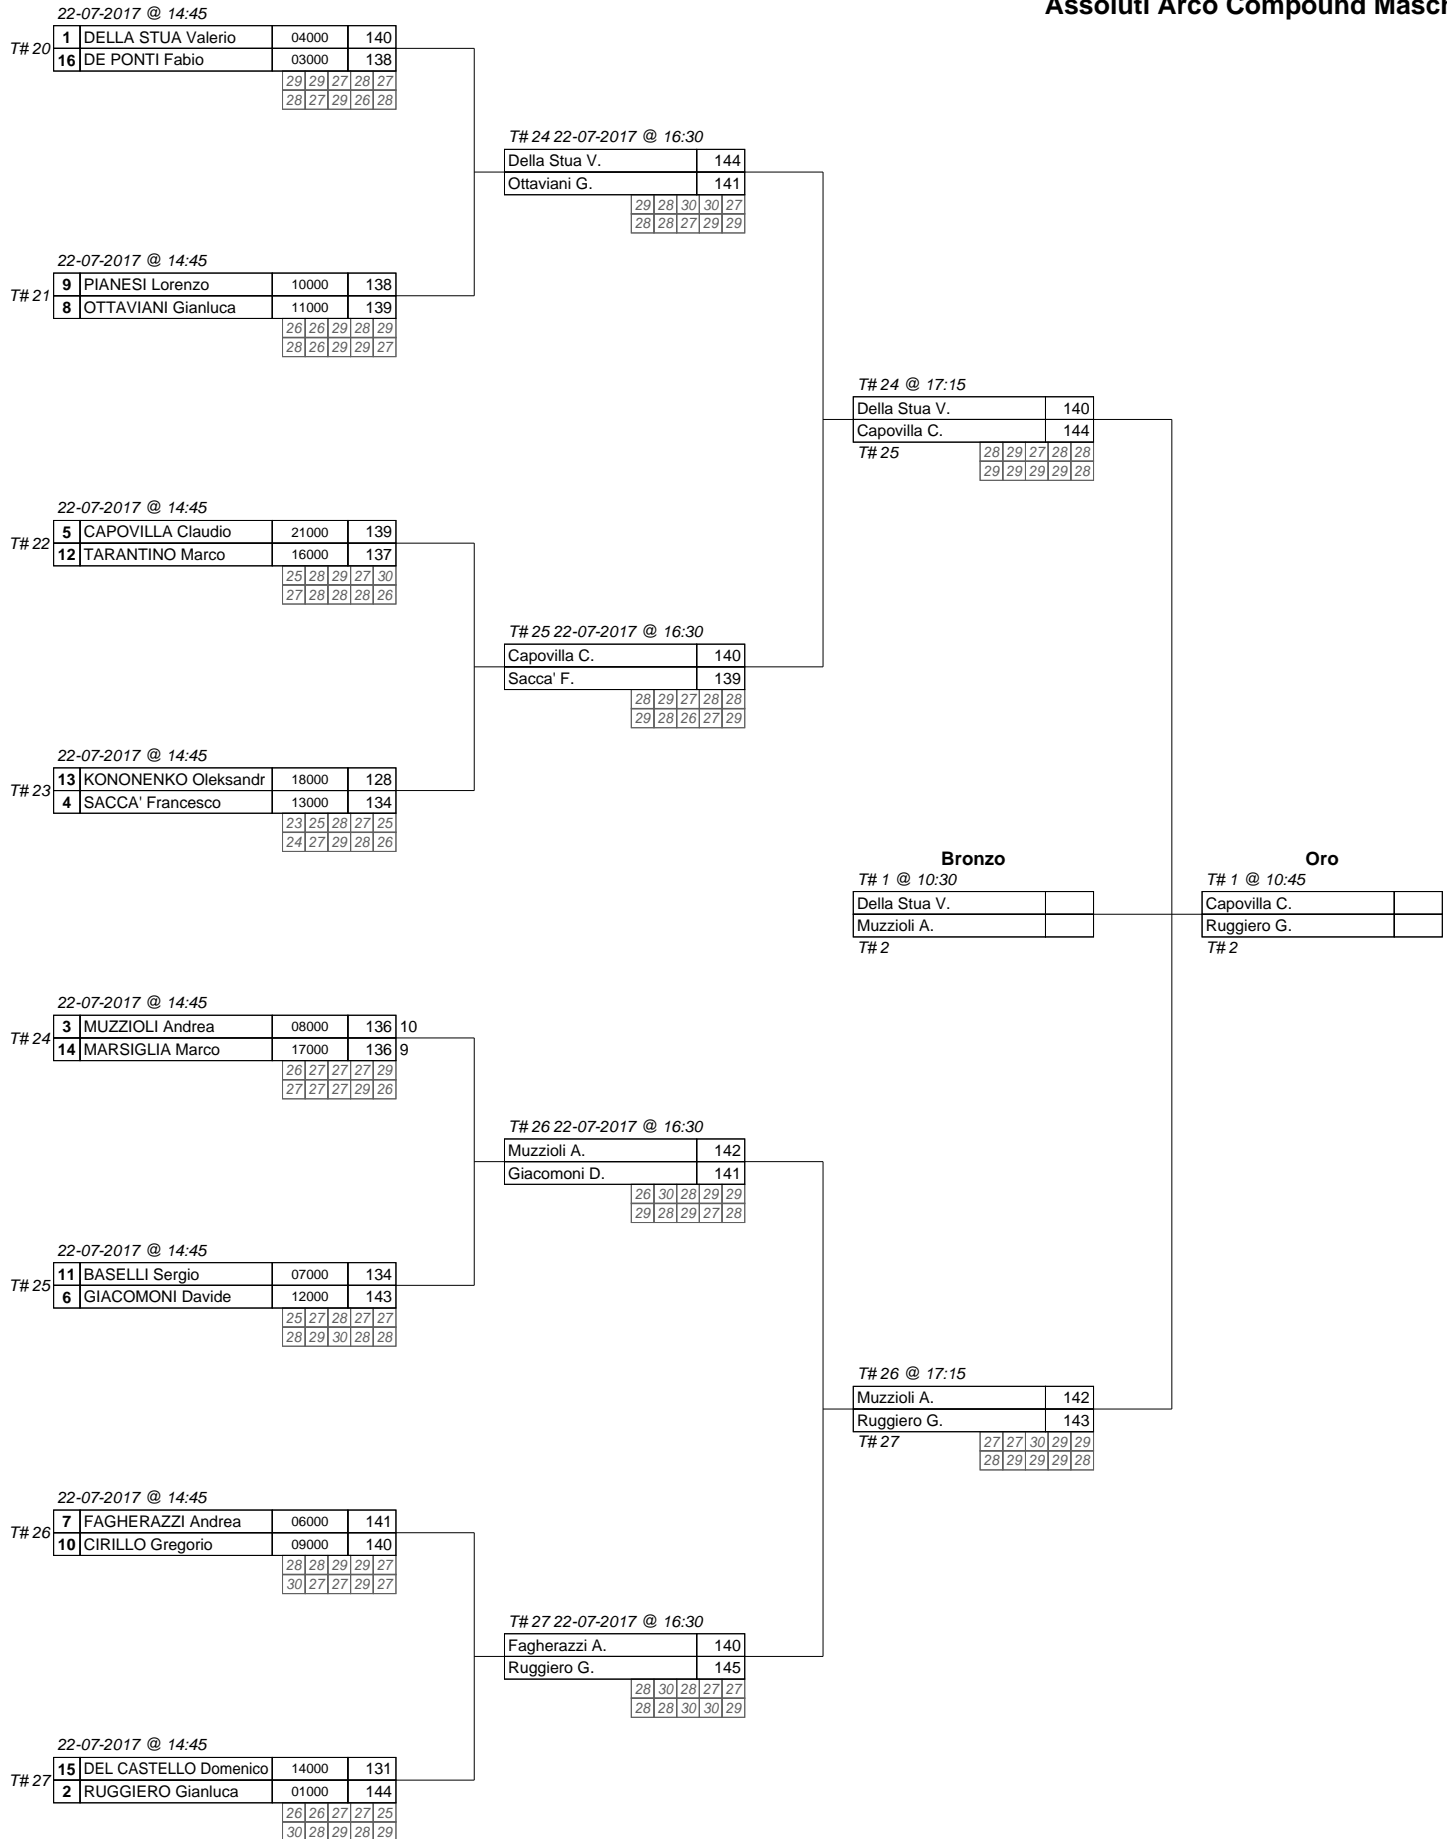 Assoluti Arco Compound
22-07-2017 @ 14:45
T# 20
1 DELLA STUA Valerio 04000 140
16 DE PONTI Fabio 03000 138
29 29 27 28 27
28 27 29 26 28
T# 24 22-07-2017 @ 16:30
Della Stua V. 144
Ottaviani G. 141
29 28 30 30 27
28 28 27 29 29
22-07-2017 @ 14:45
T# 21
9 PIANESI Lorenzo 10000 138
8 OTTAVIANI Gianluca 11000 139
26 26 29 28 29
28 26 29 29 27
T# 24 @ 17:15
Della Stua V. 140
Capovilla C. 144
T# 25
28 29 27 28 28
29 29 29 29 28
22-07-2017 @ 14:45
T# 22
5 CAPOVILLA Claudio 21000 139
12 TARANTINO Marco 16000 137
25 28 29 27 30
27 28 28 28 26
T# 25 22-07-2017 @ 16:30
Capovilla C. 140
Sacca' F. 139
28 29 27 28 28
29 28 26 27 29
22-07-2017 @ 14:45
T# 23
13 KONONENKO Oleksandr 18000 128
4 SACCA' Francesco 13000 134
23 25 28 27 25
24 27 29 28 26
Bronzo
T# 1 @ 10:30
Della Stua V.
Muzzioli A.
T# 2
Oro
T# 1 @ 10:45
Capovilla C.
Ruggiero G.
T# 2
22-07-2017 @ 14:45
T# 24
3 MUZZIOLI Andrea 08000 136 10
14 MARSIGLIA Marco 17000 136 9
26 27 27 27 29
27 27 27 29 26
T# 26 22-07-2017 @ 16:30
Muzzioli A. 142
Giacomoni D. 141
26 30 28 29 29
29 28 29 27 28
22-07-2017 @ 14:45
T# 25
11 BASELLI Sergio 07000 134
6 GIACOMONI Davide 12000 143
25 27 28 27 27
28 29 30 28 28
T# 26 @ 17:15
Muzzioli A. 142
Ruggiero G. 143
T# 27
27 27 30 29 29
28 29 29 29 28
22-07-2017 @ 14:45
T# 26
7 FAGHERAZZI Andrea 06000 141
10 CIRILLO Gregorio 09000 140
28 28 29 29 27
30 27 27 29 27
T# 27 22-07-2017 @ 16:30
Fagherazzi A. 140
Ruggiero G. 145
28 30 28 27 27
28 28 30 30 29
22-07-2017 @ 14:45
T# 27
15 DEL CASTELLO Domenico 14000 131
2 RUGGIERO Gianluca 01000 144
26 26 27 27 25
30 28 29 28 29